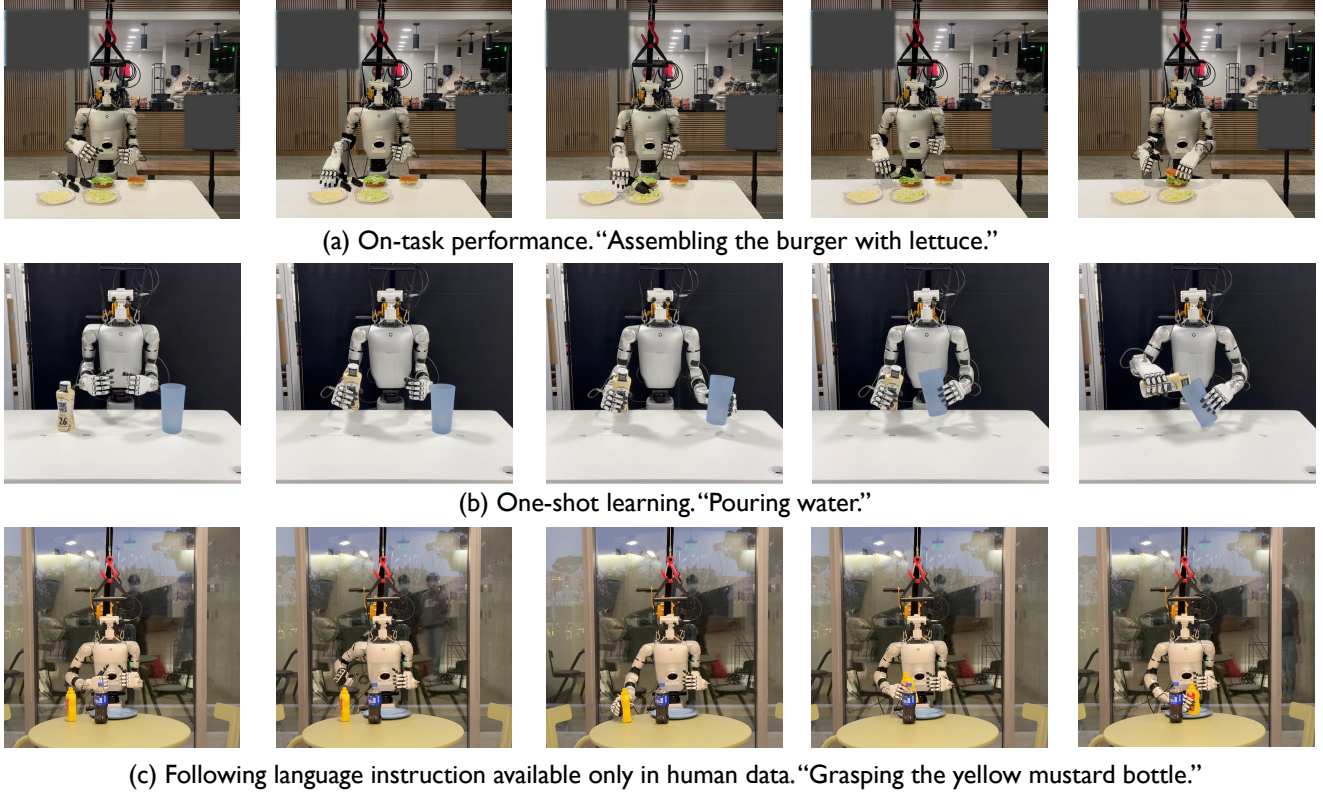 (a) On-task performance. “Assembling the burger with lettuce.”
(b) One-shot learning. “Pouring water.”
(c) Following language instruction available only in human data. “Grasping the yellow mustard bottle.”